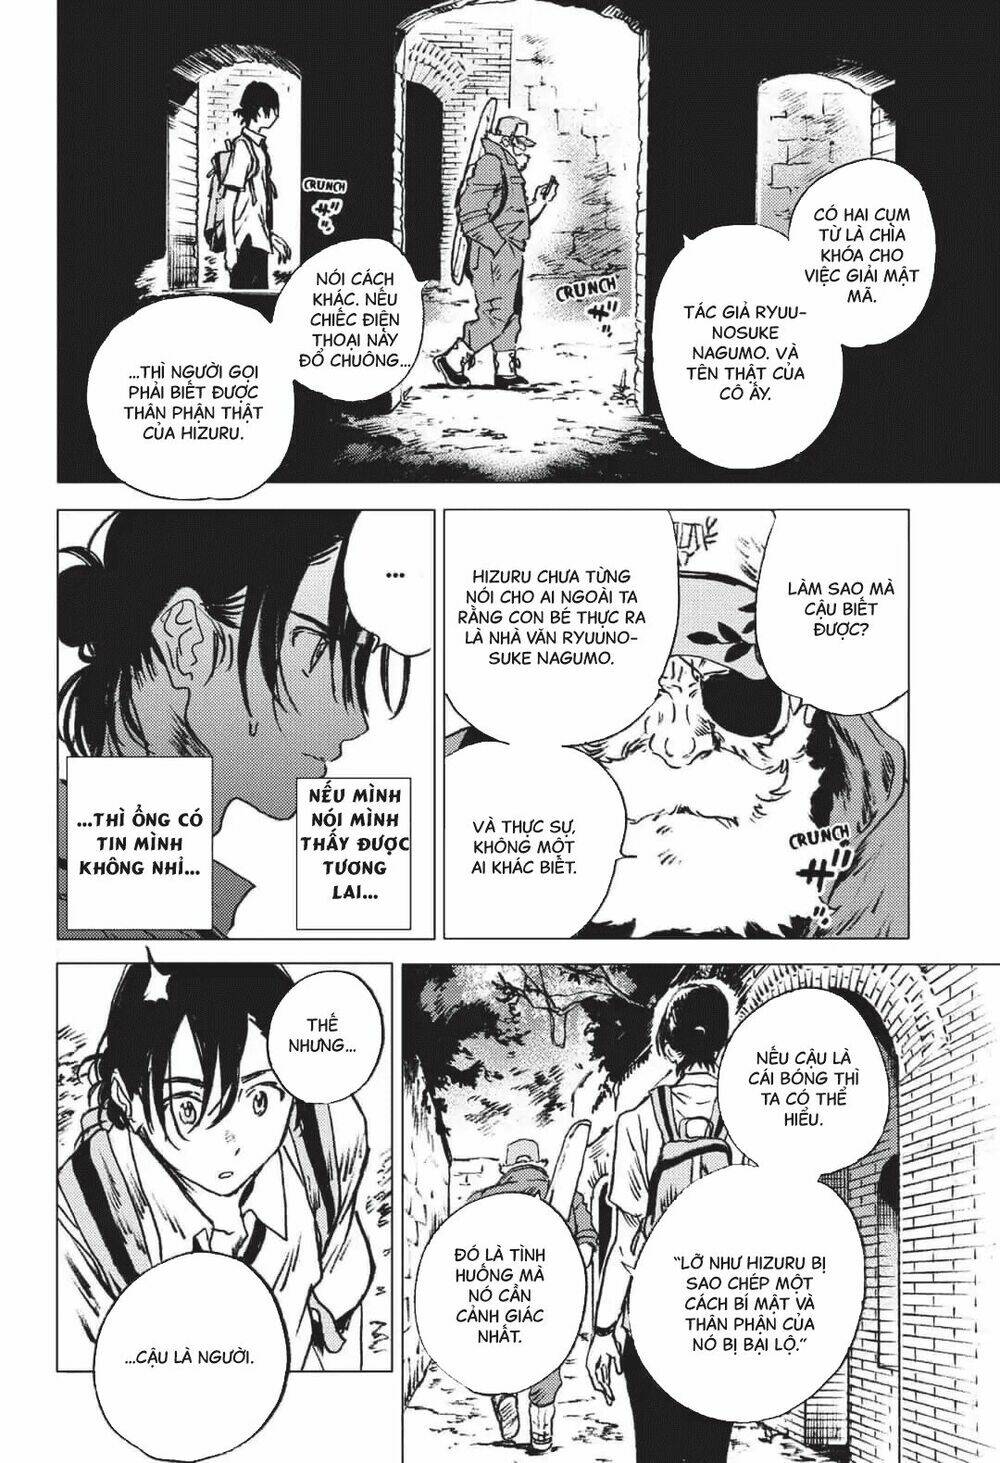 CÓ HAI CỤM
TỪ LÀ CHÌA
KHÓA CHO
VIỆC GIẢI MẬT
MÃ.
TÁC GIẢ RYUU-
NOSUKE
NAGUMO. VÀ
TÊN THẬT CỦA
CÔ ẤY.
CRUNCH
ザッ
CRUNCH
ザッ
NÓI CÁCH
KHÁC. NẾU
CHIẾC ĐIỆN
THOẠI NÀY
ĐỔ CHUÔNG...
...THÌ NGƯỜI GỌI
PHẢI BIẾT ĐƯỢC
THÂN PHẬN THẬT
CỦA HIZURU.
LÀM SAO MÀ
CẬU BIẾT
ĐƯỢC?
HIZURU CHƯA TỪNG
NÓI CHO AI NGOÀI TA
RẰNG CON BÉ THỰC RA
LÀ NHÀ VĂN RYUUNO-
SUKE NAGUMO.
VÀ THỰC SỰ,
KHÔNG MỘT
AI KHÁC BIẾT.
CRUNCH
ザッ
...
NẾU MÌNH
NÓI MÌNH
THẤY ĐƯỢC
TƯƠNG
LAI...
...THÌ ỔNG CÓ
TIN MÌNH
KHÔNG NHỈ...
NẾU CẬU LÀ
CÁI BÓNG THÌ
TA CÓ THỂ
HIỂU.
“LỠ NHƯ HIZURU BỊ
SAO CHÉP MỘT
CÁCH BÍ MẬT VÀ
THÂN PHẬN CỦA
NÓ BỊ BẠI LỘ.”
ĐÓ LÀ TÌNH
HUỐNG MÀ
NÓ CẦN
CẢNH GIÁC
NHẤT.
THẾ
NHƯNG...
...CẬU LÀ NGƯỜI.